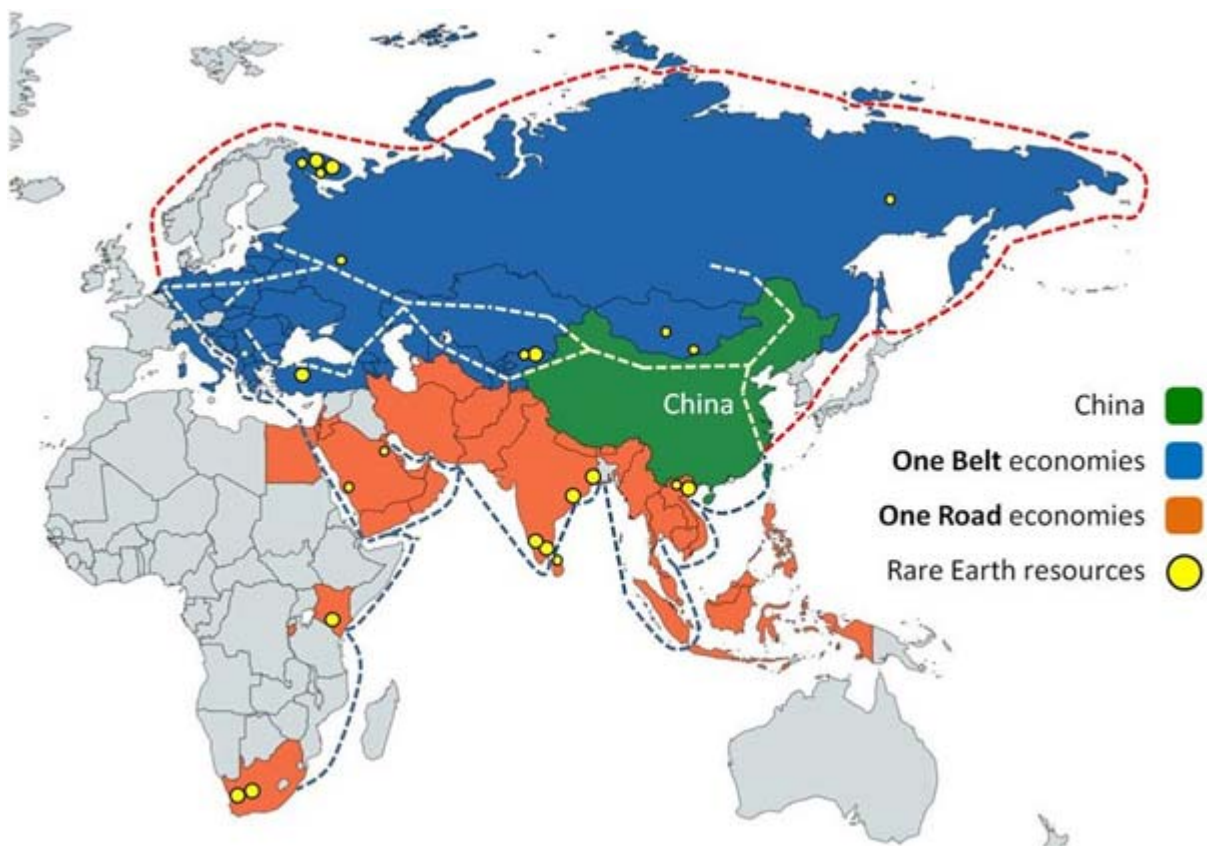 China
China
One Belt economies
One Road economies
Rare Earth resources